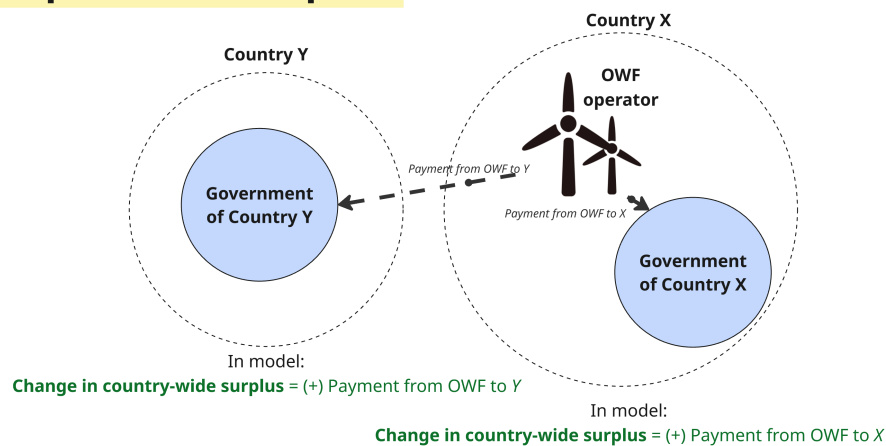 Country X
Country Y
OWF
operator
Payment from OWF to Y
Government
of Country Y
Payment from OWF to X
Government
of Country X
In model:
Change in country-wide surplus = (+) Payment from OWF to Y
In model:
Change in country-wide surplus = (+) Payment from OWF to X